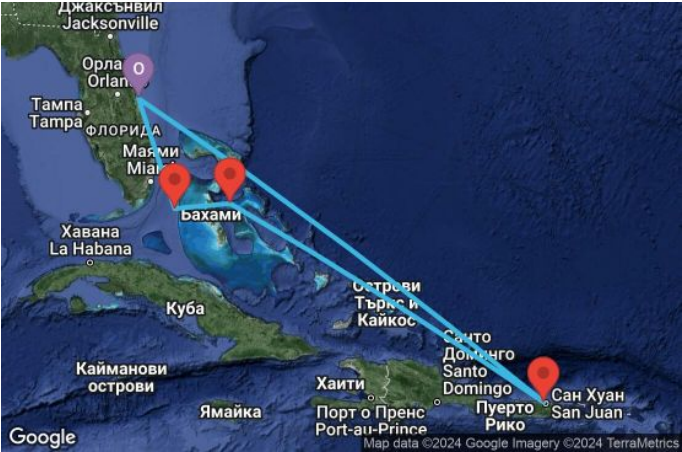 Джаксънвил
Jacksonville
Орла
Orlan
O
Тампа
Tampa
ФЛОРИДА
Маями
Miami
Бахами
Хавана
La Habana
Куба
Острови
Търкс и
Кайкос
Санто
Доминго
Santo
Domingo
Кайманови
острови
Хаити
Ямайка
Порт о Пренс
Port-au-Prince
Пуерто
Рико
Сан Хуан
San Juan
Google
Map data ©2024 Google Imagery ©2024 TerraMetrics